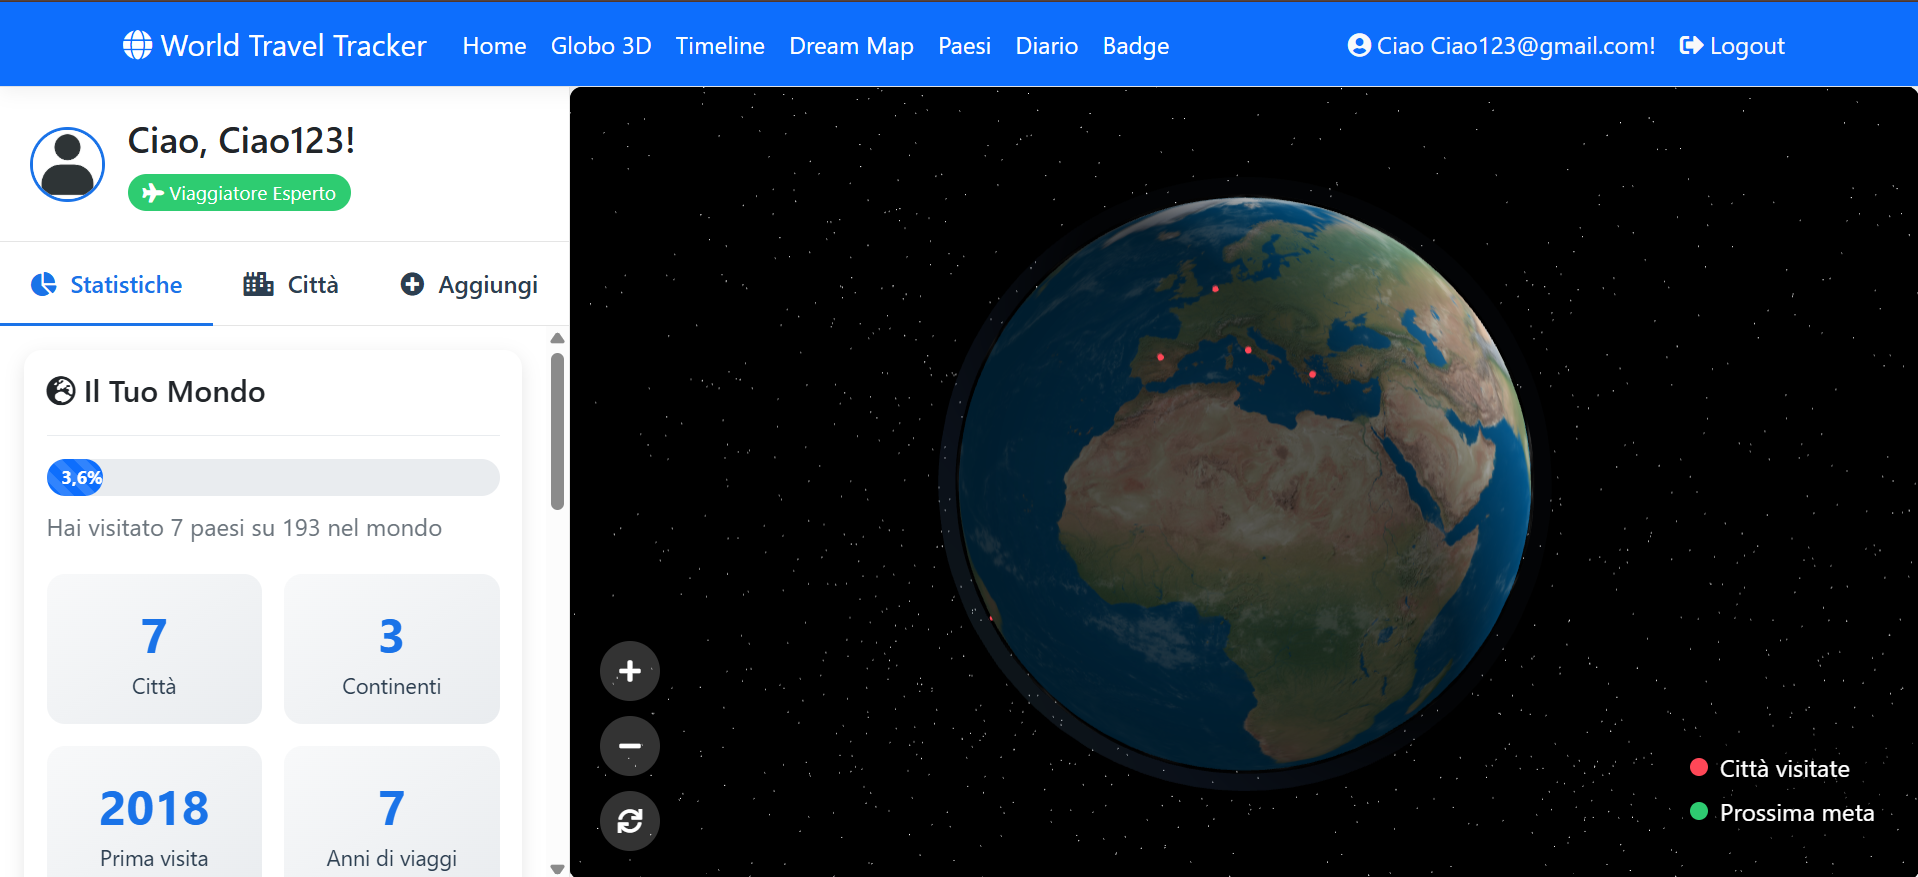 World Travel Tracker Home Globo 3D Timeline Dream Map Paesi Diario Badge Ciao Ciao123@gmail.com! Logout
Ciao, Ciao123!
Viaggiatore Esperto
Statistiche Città Aggiungi
Il Tuo Mondo
3,6%
Hai visitato 7 paesi su 193 nel mondo
7 3
Città Continenti
2018 7
Prima visita Anni di viaggi
Città visitate
Prossima meta